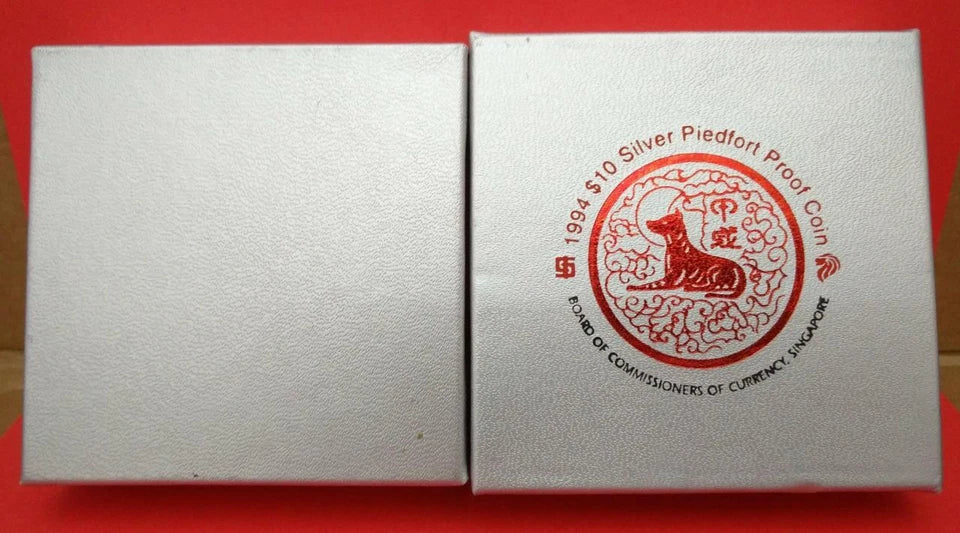 1994 $10 Silver Piedfort Proof Coin
甲戌
BOARD OF COMMISSIONERS OF CURRENCY, SINGAPORE